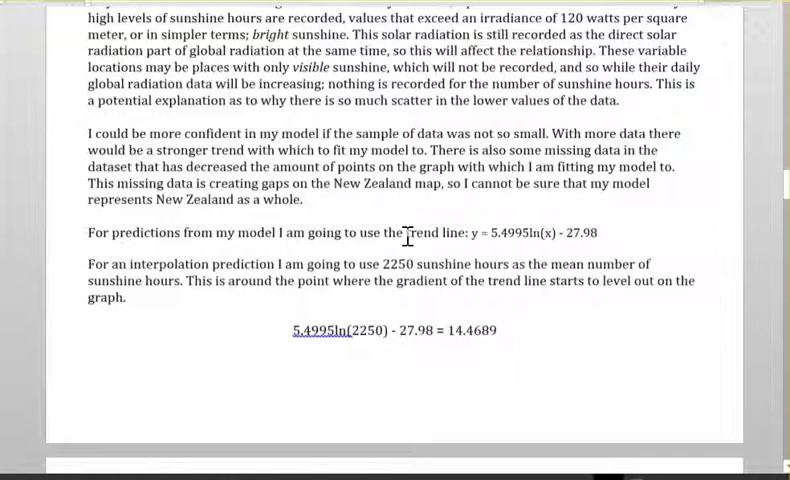 high levels of sunshine hours are recorded, values that exceed an irradiance of 120 watts per square
meter, or in simpler terms; bright sunshine. This solar radiation is still recorded as the direct solar
radiation part of global radiation at the same time, so this will affect the relationship. These variable
locations may be places with only visible sunshine, which will not be recorded, and so while their daily
global radiation data will be increasing; nothing is recorded for the number of sunshine hours. This is
a potential explanation as to why there is so much scatter in the lower values of the data.
I could be more confident in my model if the sample of data was not so small. With more data there
would be a stronger trend with which to fit my model to. There is also some missing data in the
dataset that has decreased the amount of points on the graph with which I am fitting my model to.
This missing data is creating gaps on the New Zealand map, so I cannot be sure that my model
represents New Zealand as a whole.
For predictions from my model I am going to use the trend line: y = 5.4995ln(x) - 27.98
For an interpolation prediction I am going to use 2250 sunshine hours as the mean number of
sunshine hours. This is around the point where the gradient of the trend line starts to level out on the
graph.
5.4995ln(2250) - 27.98 = 14.4689